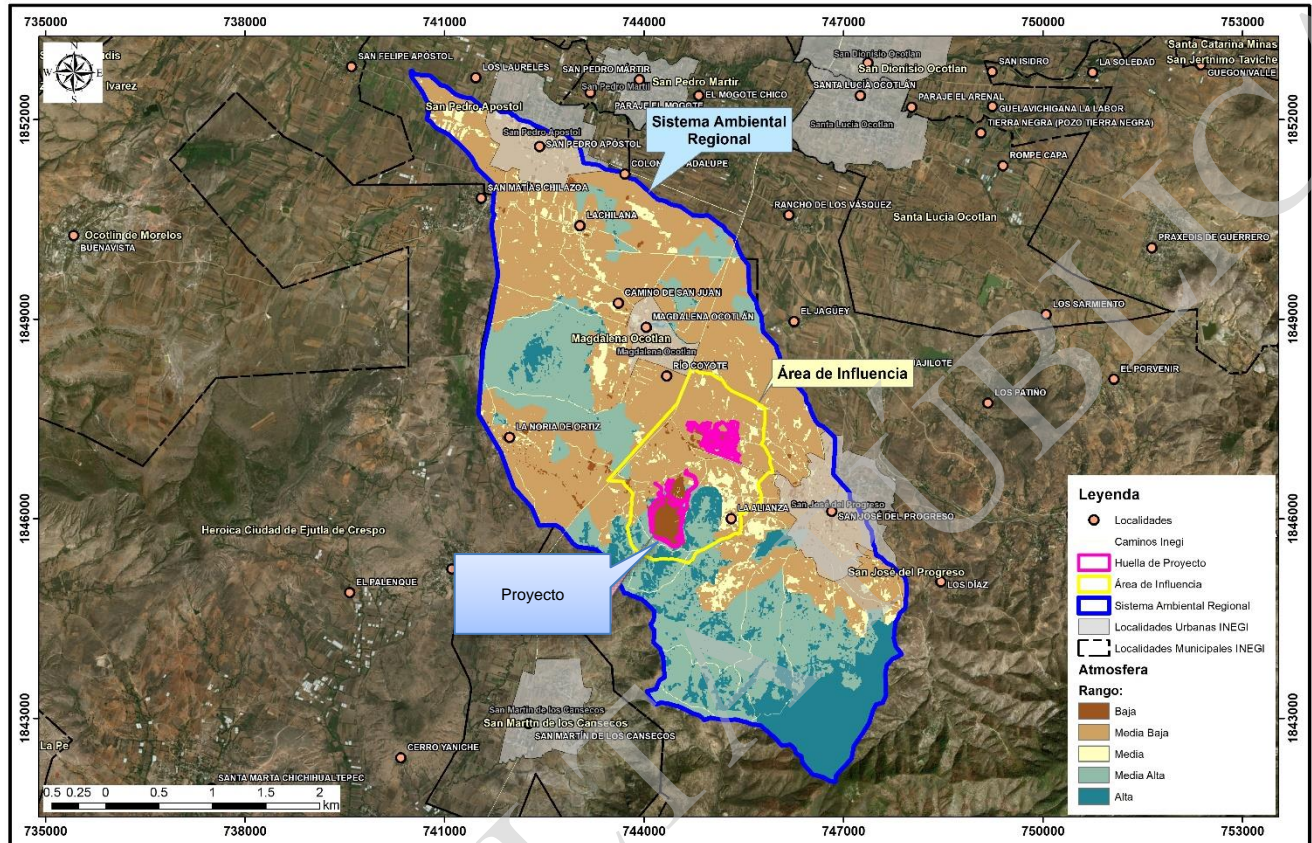 735000 738000 741000 744000 747000 750000 753000
1852000
1849000
1846000
1843000
N
W E
S
SAN FELIPE APÓSTOL
LOS LAURELES
SAN PEDRO MÁRTIR
San Pedro Martir
San Pedro Martir
EL MOGOTE CHICO
PARAJE EL MOGOTE
San Dionisio Ocotlan
San Dionisio Ocotlan
SANTA LUCÍA OCOTLÁN
Santa Lucia Ocotlan
SAN ISIDRO
LA SOLEDAD
Santa Catarina Minas
San Jerónimo Taviche
GUEGONIVALLE
PARAJE EL ARENAL
GUELAVICHIGANA LA LABOR
TIERRA NEGRA (POZO TIERRA NEGRA)
ROMPE CAPA
San Pedro Apostol
San Pedro Apostol
SAN PEDRO APÓSTOL
Sistema Ambiental
Regional
SAN MATÍAS CHILAZOA
LACHILANA
RANCHO DE LOS VÁSQUEZ
Santa Lucia Ocotlan
PRAXEDIS DE GUERRERO
Ocotlán de Morelos
BUENAVISTA
CAMINO DE SAN JUAN
MAGDALENA OCOTLÁN
Magdalena Ocotlan
Magdalena Ocotlan
EL JAGÜEY
LOS SARMIENTO
RÍO COYOTE
Área de Influencia
EL PORVENIR
LOS PATIÑO
LA NORIA DE ORTIZ
LA ALIANZA
San José del Progreso
SAN JOSÉ DEL PROGRESO
Heroica Ciudad de Ejutla de Crespo
San José del Progreso
LOS DÍAZ
EL PALENQUE
Proyecto
San Martin de los Cansecos
San Martín de los Cansecos
SAN MARTÍN DE LOS CANSECOS
La Pe
CERRO YANICHE
SANTA MARTA CHICHIHUALTEPEC
0.5 0.25 0 0.5 1 1.5 2
km
Leyenda
Localidades
Caminos Inegi
Huella de Proyecto
Área de Influencia
Sistema Ambiental Regional
Localidades Urbanas INEGI
Localidades Municipales INEGI
Atmosfera
Rango:
Baja
Media Baja
Media
Media Alta
Alta
1852000
1849000
1846000
1843000
735000 738000 741000 744000 747000 750000 753000